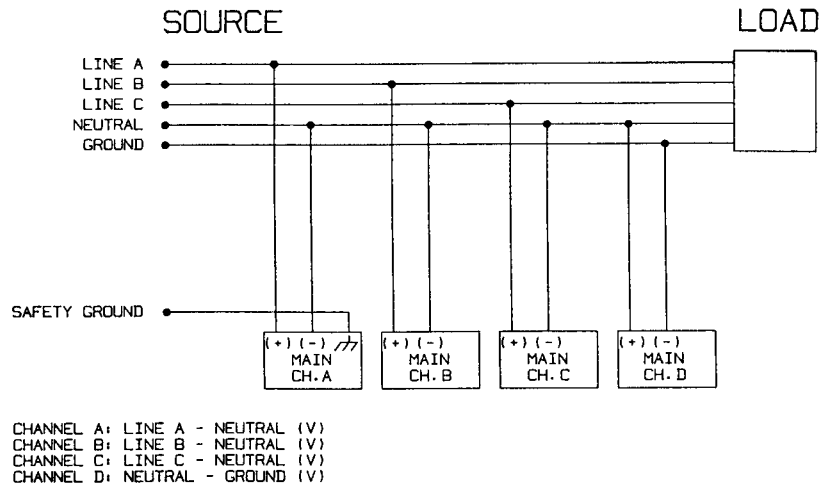 SOURCE
LOAD
LINE A
LINE B
LINE C
NEUTRAL
GROUND
SAFETY GROUND
(+) (-)
MAIN
CH. A
(+) (-)
MAIN
CH. B
(+) (-)
MAIN
CH. C
(+) (-)
MAIN
CH. D
CHANNEL A: LINE A - NEUTRAL (V)
CHANNEL B: LINE B - NEUTRAL (V)
CHANNEL C: LINE C - NEUTRAL (V)
CHANNEL D: NEUTRAL - GROUND (V)